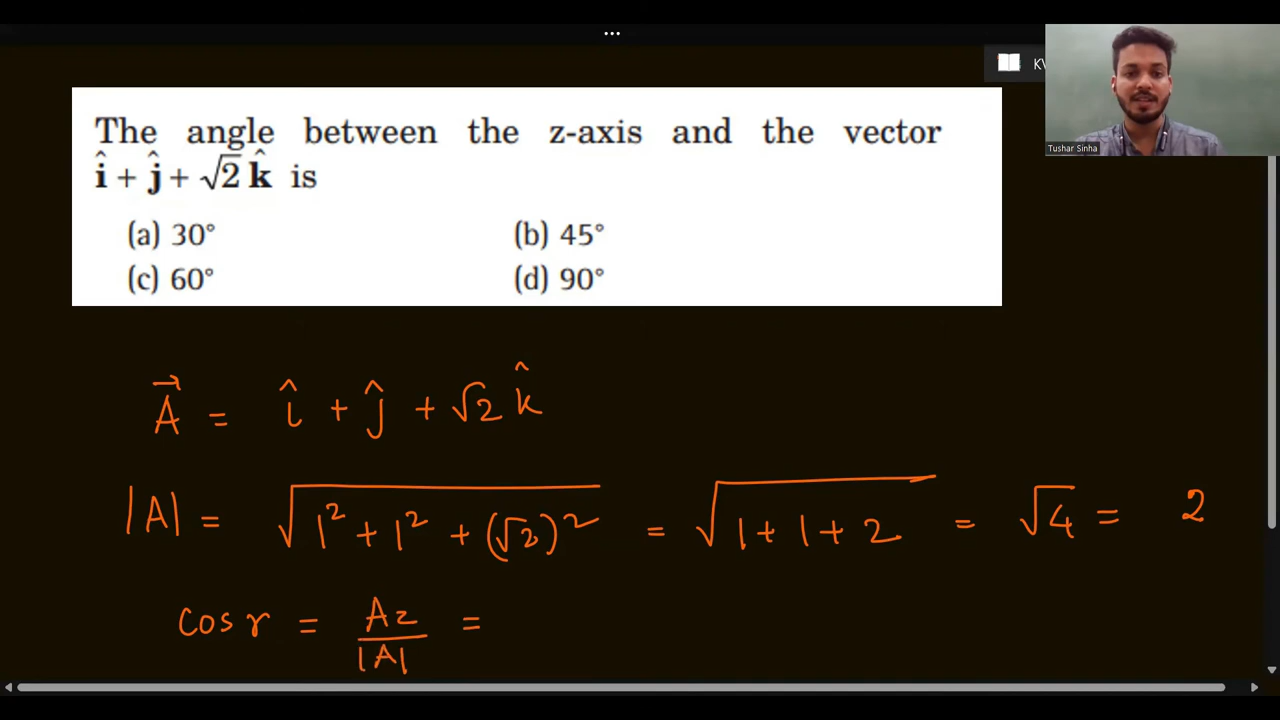 ...
KV
Tushar Sinha
The angle between the z-axis and the vector
î + ĵ + √2 k̂ is
(a) 30° (b) 45°
(c) 60° (d) 90°
A⃗ = î + ĵ + √2 k̂
|A| = √(1² + 1² + (√2)²) = √(1 + 1 + 2) = √4 = 2
cos r = Az/|A| =